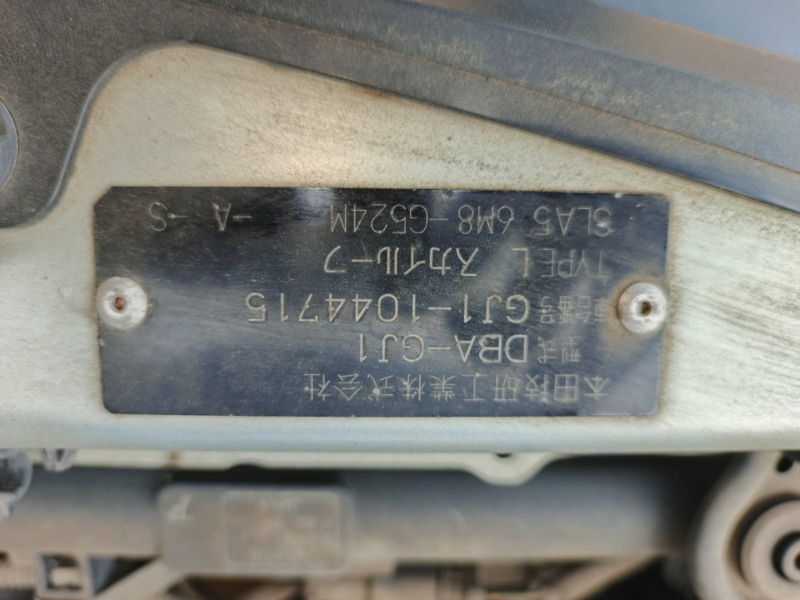 本田技研工業株式会社
型式 DBA-GJ1
車台番号 GJ1-1044715
TYPE L スカイルーフ
SLA5 6M8-G524M -A -S